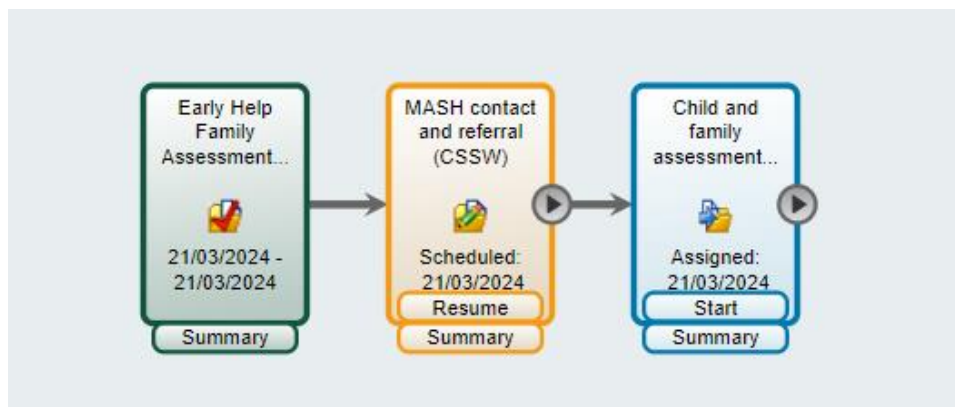 Early Help
Family
Assessment...
21/03/2024 -
21/03/2024
Summary
MASH contact
and referral
(CSSW)
Scheduled:
21/03/2024
Resume
Summary
Child and
family
assessment...
Assigned:
21/03/2024
Start
Summary